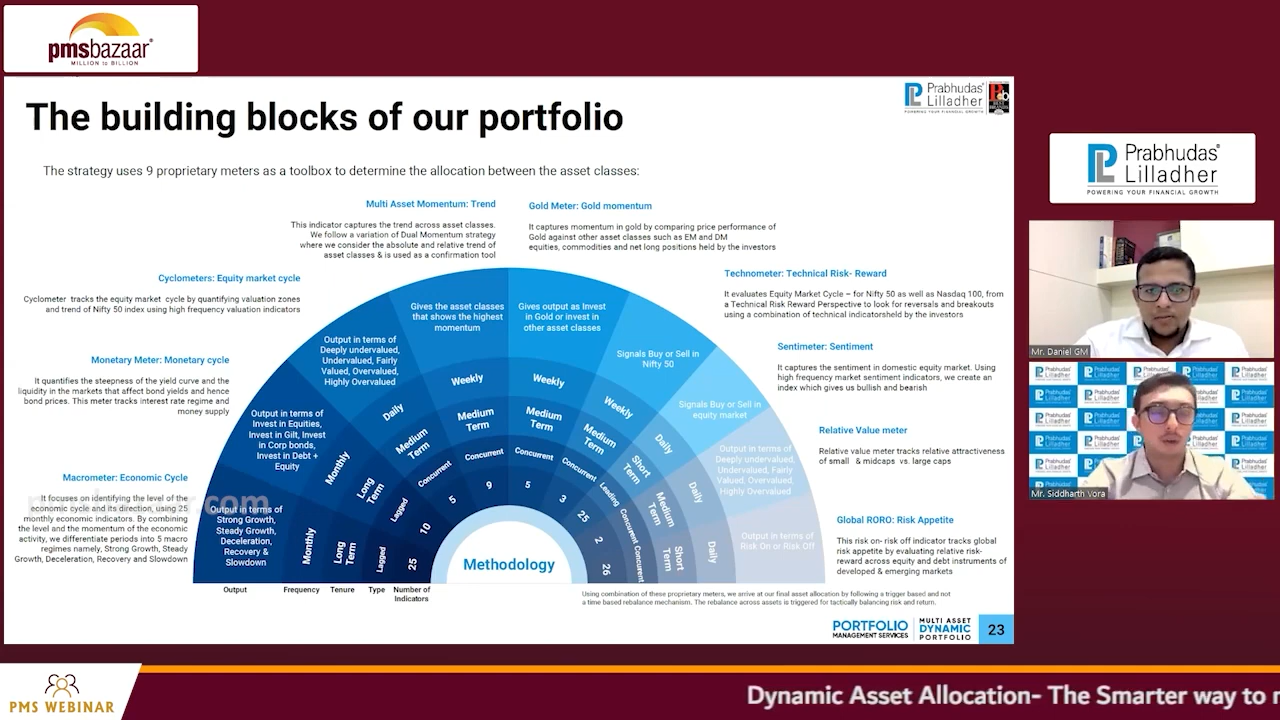 pmsbazaar®
MILLION to BILLION
The building blocks of our portfolio
Prabhudas
Lilladher
POWERING YOUR FINANCIAL GROWTH
The strategy uses 9 proprietary meters as a toolbox to determine the allocation between the asset classes:
Multi Asset Momentum: Trend
This indicator captures the trend across asset classes.
We follow a variation of Dual Momentum strategy
where we consider the absolute and relative trend of
asset classes & is used as a confirmation tool
Gold Meter: Gold momentum
It captures momentum in gold by comparing price performance of
Gold against other asset classes such as EM and DM
equities, commodities and net long positions held by the investors
Cyclometers: Equity market cycle
Cyclometer tracks the equity market cycle by quantifying valuation zones
and trend of Nifty 50 index using high frequency valuation indicators
Technometer: Technical Risk- Reward
It evaluates Equity Market Cycle – for Nifty 50 as well as Nasdaq 100, from
a Technical Risk Reward Perspective to look for reversals and breakouts
using a combination of technical indicatorsheld by the investors
Monetary Meter: Monetary cycle
It quantifies the steepness of the yield curve and the
liquidity in the markets that affect bond yields and hence
bond prices. This meter tracks interest rate regime and
money supply
Sentimeter: Sentiment
It captures the sentiment in domestic equity market. Using
high frequency market sentiment indicators, we create an
index which gives us bullish and bearish
Relative Value meter
Relative value meter tracks relative attractiveness
of small & midcaps vs. large caps
Macrometer: Economic Cycle
It focuses on identifying the level of the
economic cycle and its direction, using 25
monthly economic indicators. By combining
the level and the momentum of the economic
activity, we differentiate periods into 5 macro
regimes namely, Strong Growth, Steady
Growth, Deceleration, Recovery and Slowdown
Global RORO: Risk Appetite
This risk on- risk off indicator tracks global
risk appetite by evaluating relative risk-
reward across equity and debt instruments of
developed & emerging markets
Output in terms of
Strong Growth,
Steady Growth,
Deceleration,
Recovery &
Slowdown
Monthly
Long
Term
Lagged
25
Output in terms of
Invest in Equities,
Invest in Gilt, Invest
in Corp bonds,
Invest in Debt +
Equity
Monthly
Long
Term
Lagged
10
Output in terms of
Deeply undervalued,
Undervalued, Fairly
Valued, Overvalued,
Highly Overvalued
Daily
Medium
Term
Concurrent
5
Gives the asset classes
that shows the highest
momentum
Weekly
Medium
Term
Concurrent
9
Gives output as Invest
in Gold or invest in
other asset classes
Weekly
Medium
Term
Concurrent
5
Signals Buy or Sell in
Nifty 50
Weekly
Medium
Term
Concurrent
3
Signals Buy or Sell in
equity market
Daily
Short
Term
Leading
25
Output in terms of
Deeply undervalued,
Undervalued, Fairly
Valued, Overvalued,
Highly Overvalued
Daily
Medium
Term
Concurrent
2
Output in terms of
Risk On or Risk Off
Daily
Short
Term
Concurrent
26
Methodology
Output
Frequency
Tenure
Type
Number of
Indicators
Using combination of these proprietary meters, we arrive at our final asset allocation by following a trigger based and not
a time based rebalance mechanism. The rebalance across assets is triggered for tactically balancing risk and return.
PORTFOLIO
MANAGEMENT SERVICES
MULTI ASSET
DYNAMIC
PORTFOLIO
23
Prabhudas®
Lilladher
POWERING YOUR FINANCIAL GROWTH
Mr. Daniel GM
Mr. Siddharth Vora
PMS WEBINAR
Dynamic Asset Allocation- The Smarter way to